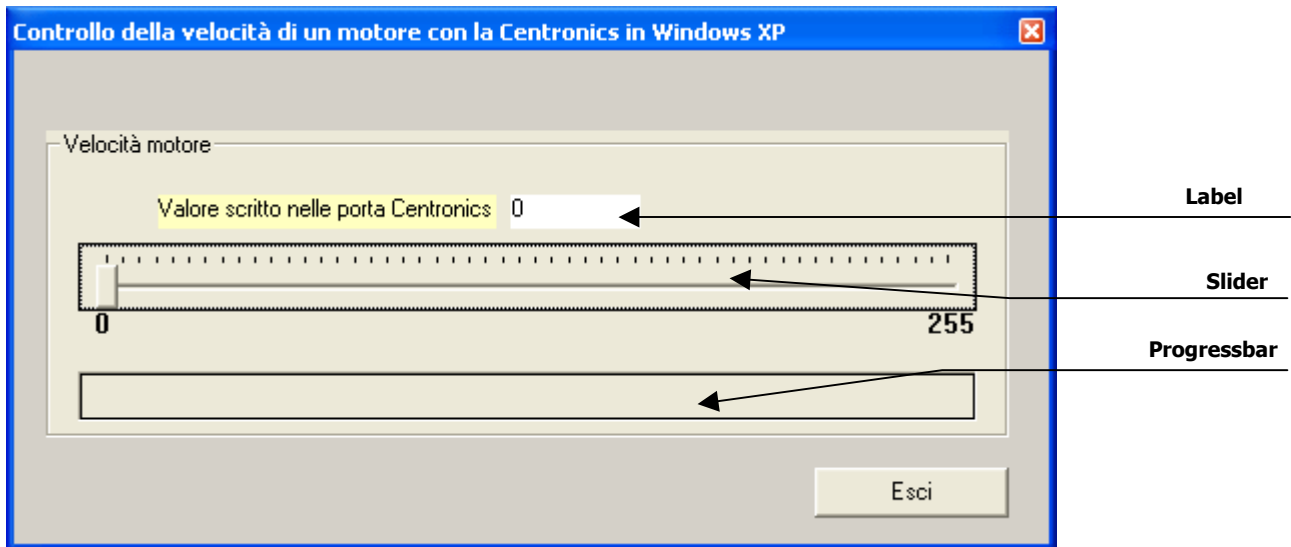 Controllo della velocità di un motore con la Centronics in Windows XP
Velocità motore
Valore scritto nelle porta Centronics 0
Label
Slider
0 255
Progressbar
Esci